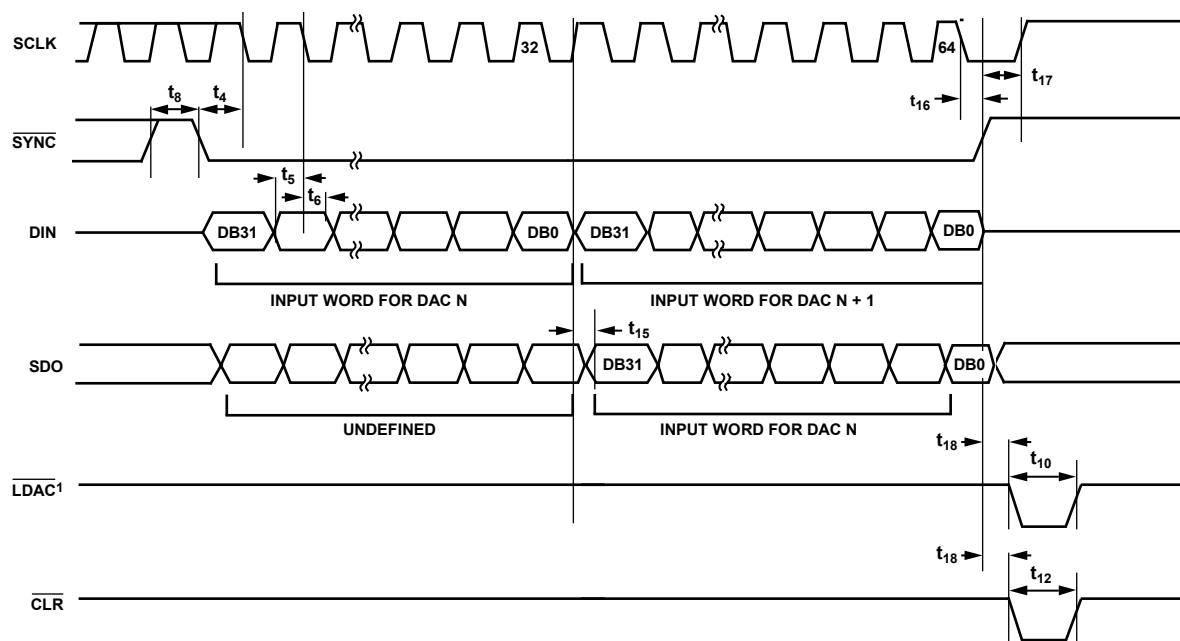 SCLK
32
64
t17
t16
t8
t4
SYNC
t5
t6
DIN
DB31
DB0
DB31
DB0
INPUT WORD FOR DAC N
INPUT WORD FOR DAC N + 1
t15
SDO
DB31
DB0
UNDEFINED
INPUT WORD FOR DAC N
t18
t10
LDAC1
t18
t12
CLR